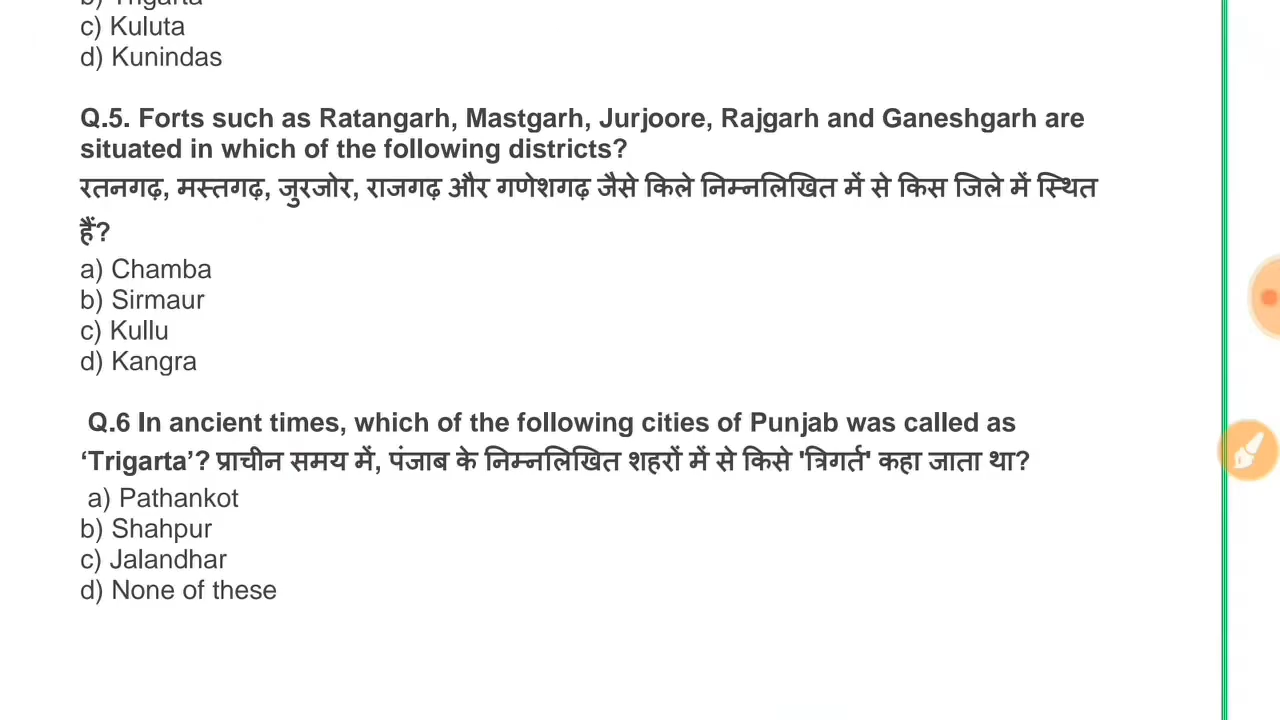 b) Trigarta
c) Kuluta
d) Kunindas
Q.5. Forts such as Ratangarh, Mastgarh, Jurjoore, Rajgarh and Ganeshgarh are
situated in which of the following districts?
रतनगढ़, मस्तगढ़, जुरजोर, राजगढ़ और गणेशगढ़ जैसे किले निम्नलिखित में से किस जिले में स्थित
हैं?
a) Chamba
b) Sirmaur
c) Kullu
d) Kangra
Q.6 In ancient times, which of the following cities of Punjab was called as
‘Trigarta’? प्राचीन समय में, पंजाब के निम्नलिखित शहरों में से किसे 'त्रिगर्त' कहा जाता था?
a) Pathankot
b) Shahpur
c) Jalandhar
d) None of these